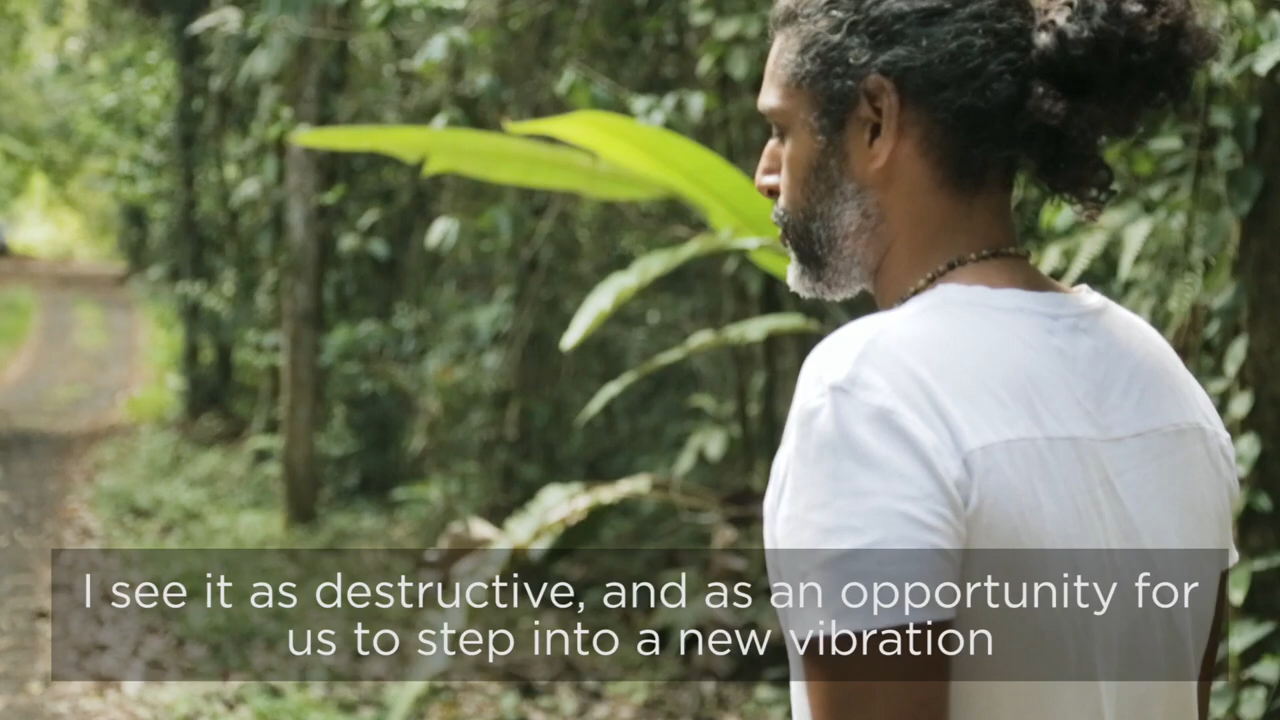 I see it as destructive, and as an opportunity for
us to step into a new vibration